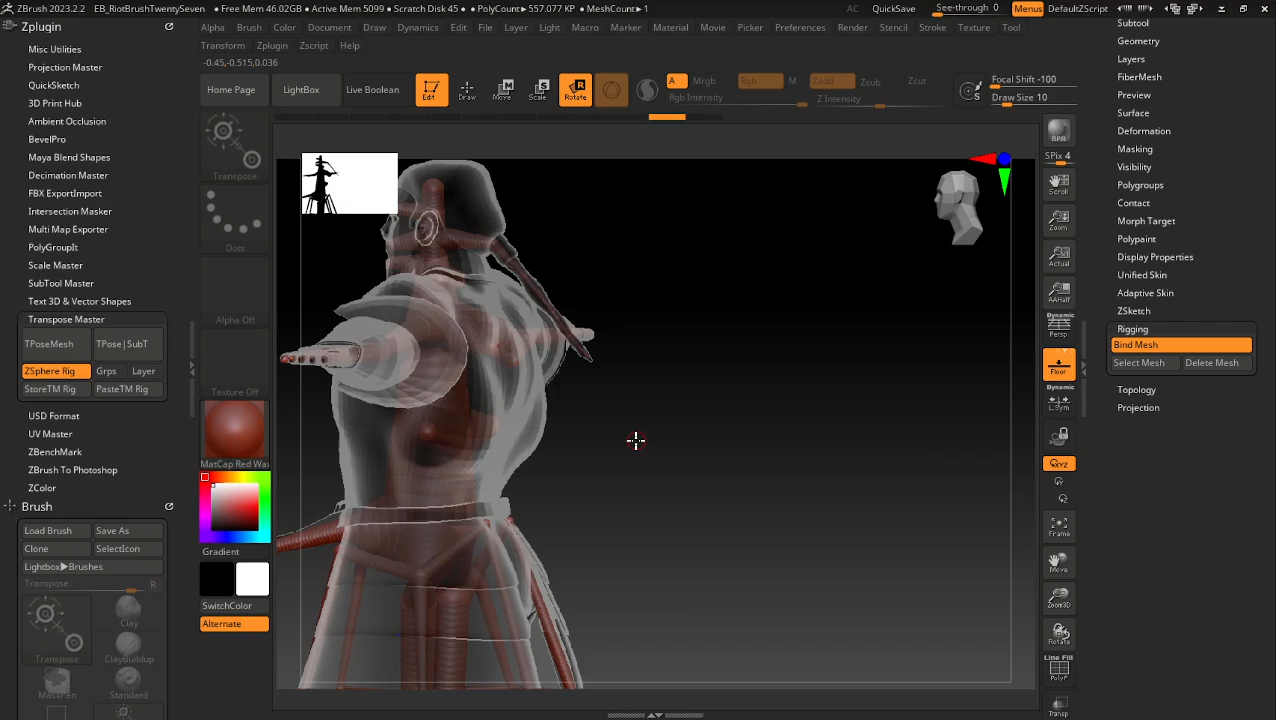 ZBrush 2023.2.2 EB_RiotBrushTwentySeven • Free Mem 46.02GB • Active Mem 5099 • Scratch Disk 45 • PolyCount▸557.077 KP • MeshCount▸1 AC QuickSave See-through 0 Menus DefaultZScript
Zplugin
Alpha Brush Color Document Draw Dynamics Edit File Layer Light Macro Marker Material Movie Picker Preferences Render Stencil Stroke Texture Tool
Transform Zplugin Zscript Help
-0.45,-0.515,0.036
Home Page LightBox Live Boolean Edit Draw Move Scale Rotate
A Mrgb Rgb M Zadd Zsub Zcut
Rgb Intensity Z Intensity
Focal Shift -100
Draw Size 10
S
Misc Utilities
Projection Master
QuickSketch
3D Print Hub
Ambient Occlusion
BevelPro
Maya Blend Shapes
Decimation Master
FBX ExportImport
Intersection Masker
Multi Map Exporter
PolyGroupIt
Scale Master
SubTool Master
Text 3D & Vector Shapes
Transpose Master
TPoseMesh TPose|SubT
ZSphere Rig Grps Layer
StoreTM Rig PasteTM Rig
USD Format
UV Master
ZBenchMark
ZBrush To Photoshop
ZColor
Brush
Load Brush Save As
Clone SelectIcon
Lightbox▶Brushes
Transpose. R
Transpose Clay
ClayBuildup
MaskPen Standard
Transpose
Dots
Alpha Off
Texture Off
MatCap Red Wax
Gradient
SwitchColor
Alternate
BPR
SPix 4
Scroll
Zoom
Actual
AAHalf
Dynamic
Persp
Floor
Dynamic
L.Sym
XYZ
Y
Z
Frame
Move
Zoom3D
Rotate
Line Fill
PolyF
Transp
Subtool
Geometry
Layers
FiberMesh
Preview
Surface
Deformation
Masking
Visibility
Polygroups
Contact
Morph Target
Polypaint
Display Properties
Unified Skin
Adaptive Skin
ZSketch
Rigging
Bind Mesh
Select Mesh Delete Mesh
Topology
Projection